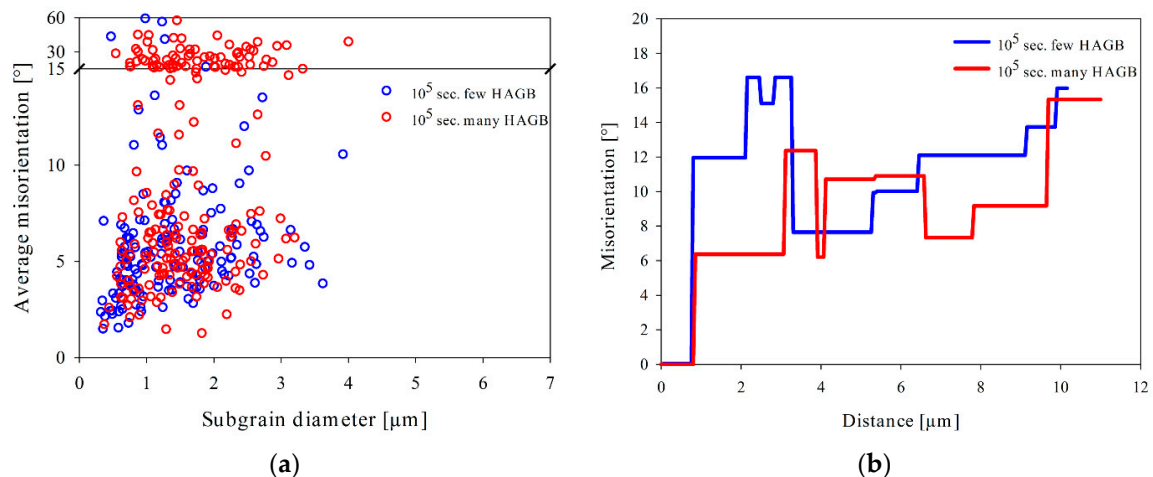 60
30
15
10
5
0
Average misorientation [°]
10⁵ sec. few HAGB
10⁵ sec. many HAGB
0 1 2 3 4 5 6 7
Subgrain diameter [µm]
(a)
20
18
16
14
12
10
8
6
4
2
0
Misorientation [°]
10⁵ sec. few HAGB
10⁵ sec. many HAGB
0 2 4 6 8 10 12
Distance [µm]
(b)